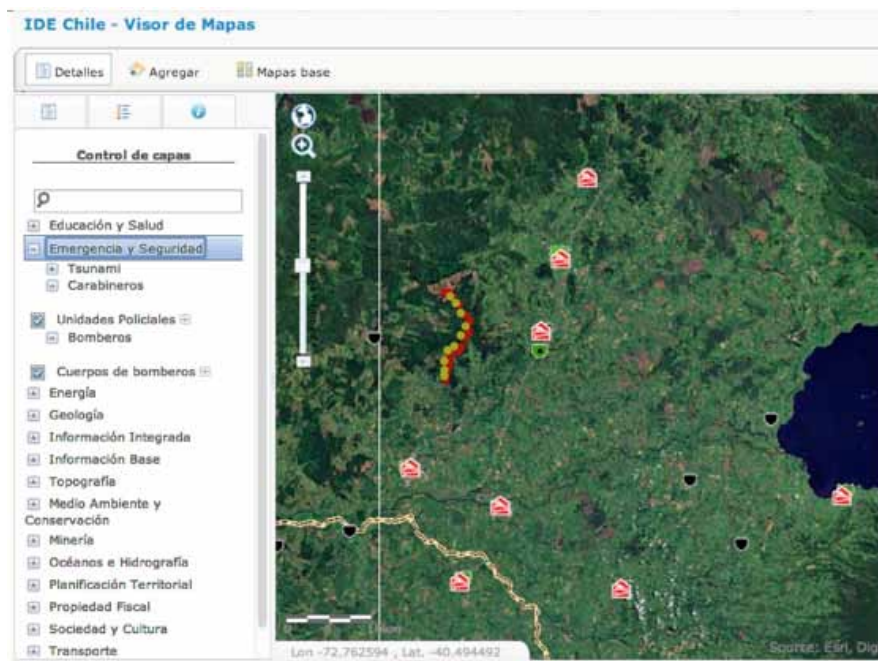 IDE Chile - Visor de Mapas
Detalles
Agregar
Mapas base
Control de capas
Educación y Salud
Emergencia y Seguridad
Tsunami
Carabineros
Unidades Policiales
Bomberos
Cuerpos de bomberos
Energía
Geología
Información Integrada
Información Base
Topografía
Medio Ambiente y
Conservación
Minería
Océanos e Hidrografía
Planificación Territorial
Propiedad Fiscal
Sociedad y Cultura
Transporte
Lon -72.762594 , Lat. -40.494492
Source: Esri, Dig